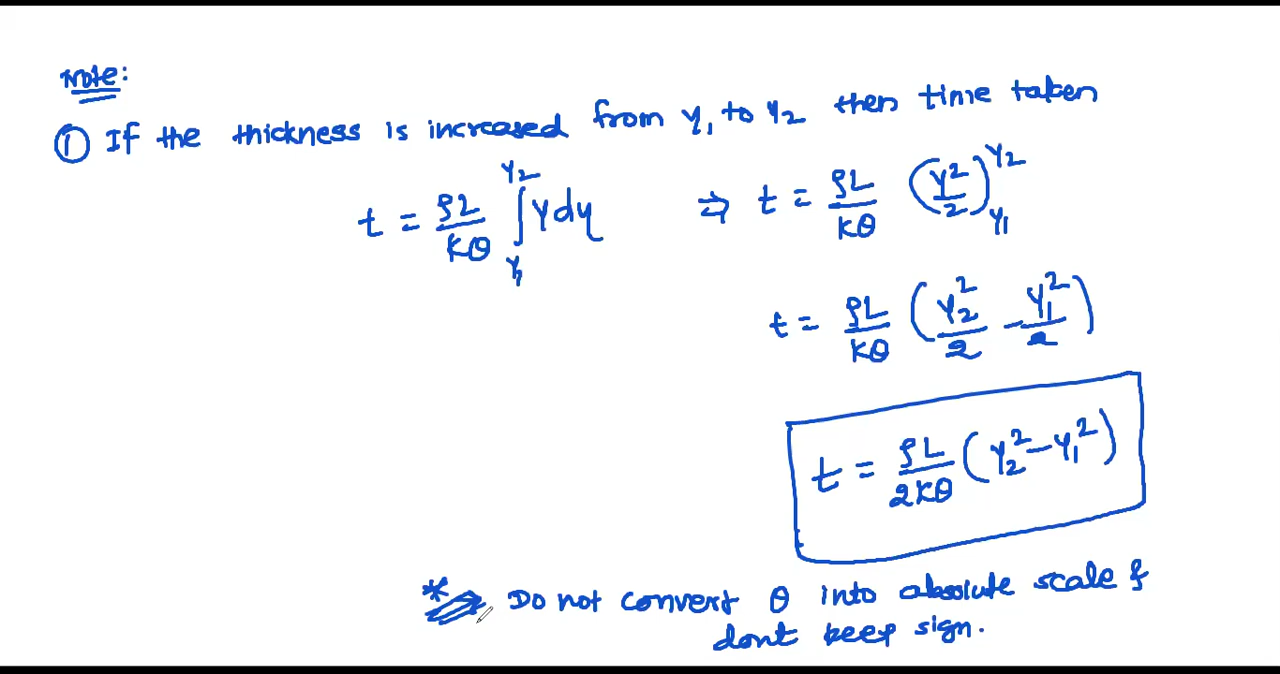 Note:
① If the thickness is increased from Y₁ to Y₂ then time taken
t = ρL/Kθ ∫_{Y₁}^{Y₂} Y dy ⇒ t = ρL/Kθ (Y²/2)_{Y₁}^{Y₂}
t = ρL/Kθ (Y₂²/2 - Y₁²/2)
t = ρL/2Kθ (Y₂² - Y₁²)
* Do not convert θ into absolute scale &
dont keep sign.